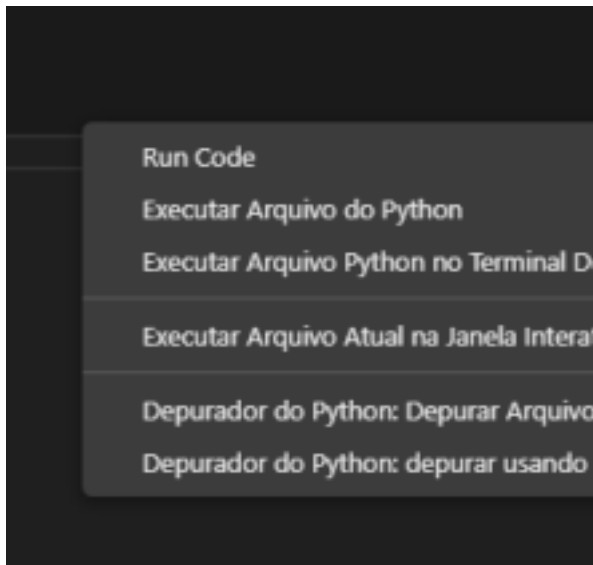 Run Code
Executar Arquivo do Python
Executar Arquivo Python no Terminal
Executar Arquivo Atual na Janela
Depurador do Python: Depurar Arquivo
Depurador do Python: depurar usando